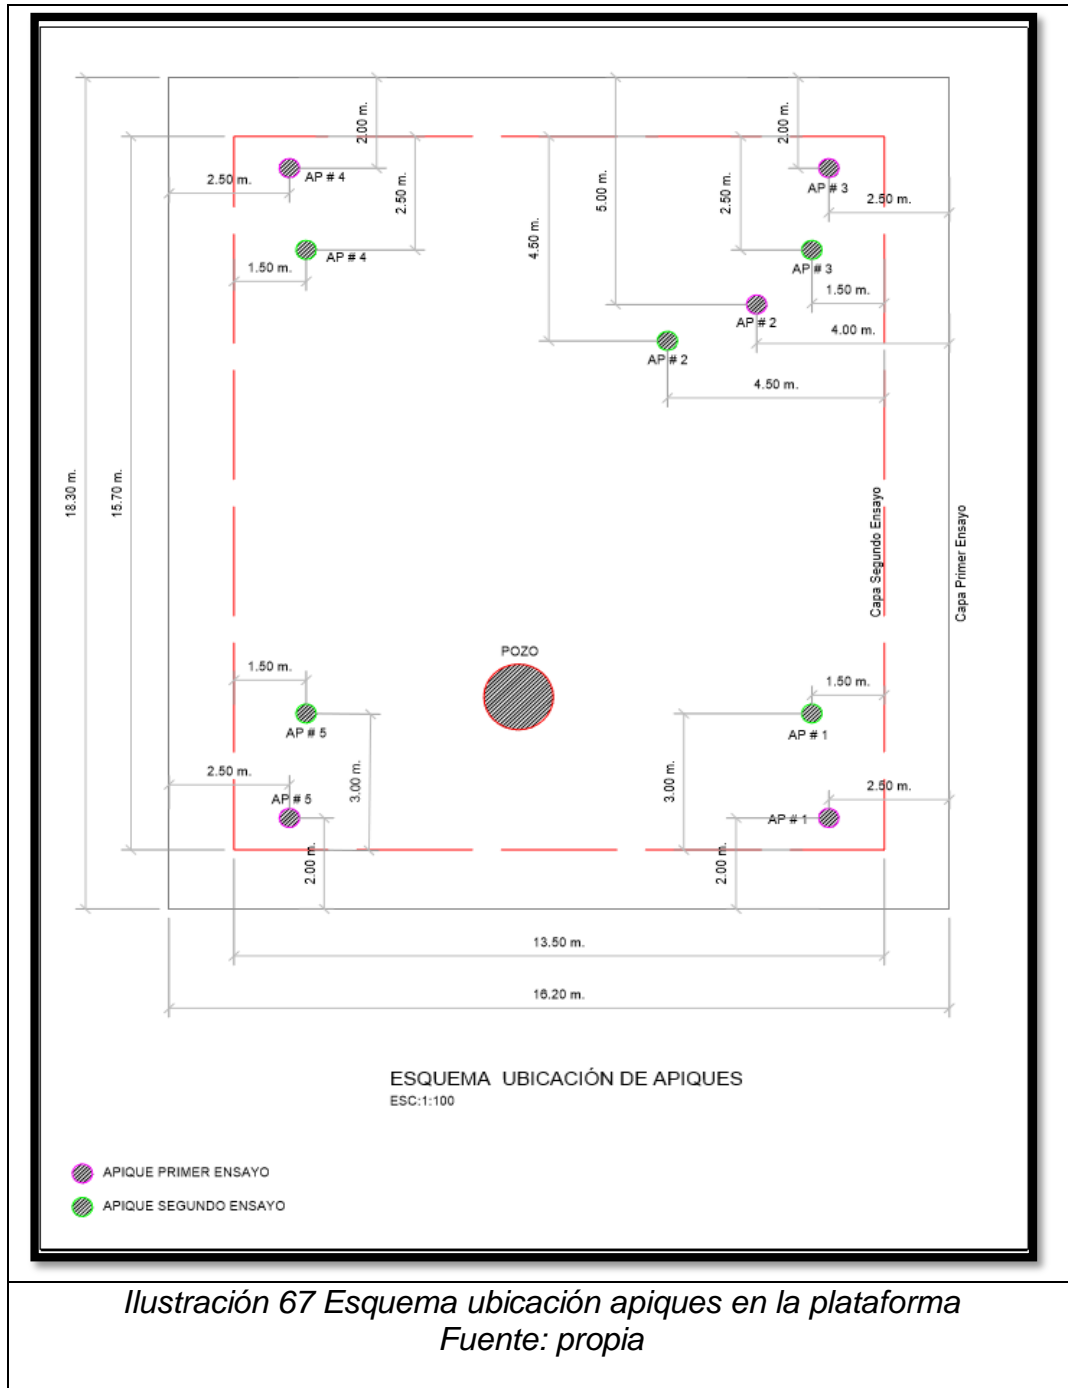 2.00 m.
2.00 m.
2.50 m.
AP # 4
2.50 m.
5.00 m.
2.50 m.
AP # 3
2.50 m.
4.50 m.
AP # 4
AP # 3
1.50 m.
1.50 m.
AP # 2
4.00 m.
AP # 2
4.50 m.
18.30 m.
15.70 m.
Capa Segundo Ensayo
Capa Primer Ensayo
POZO
1.50 m.
1.50 m.
AP # 5
AP # 1
2.50 m.
3.00 m.
3.00 m.
2.50 m.
AP # 5
AP # 1
2.00 m.
2.00 m.
13.50 m.
16.20 m.
ESQUEMA UBICACIÓN DE APIQUES
ESC:1:100
APIQUE PRIMER ENSAYO
APIQUE SEGUNDO ENSAYO
Ilustración 67 Esquema ubicación apiques en la plataforma
Fuente: propia